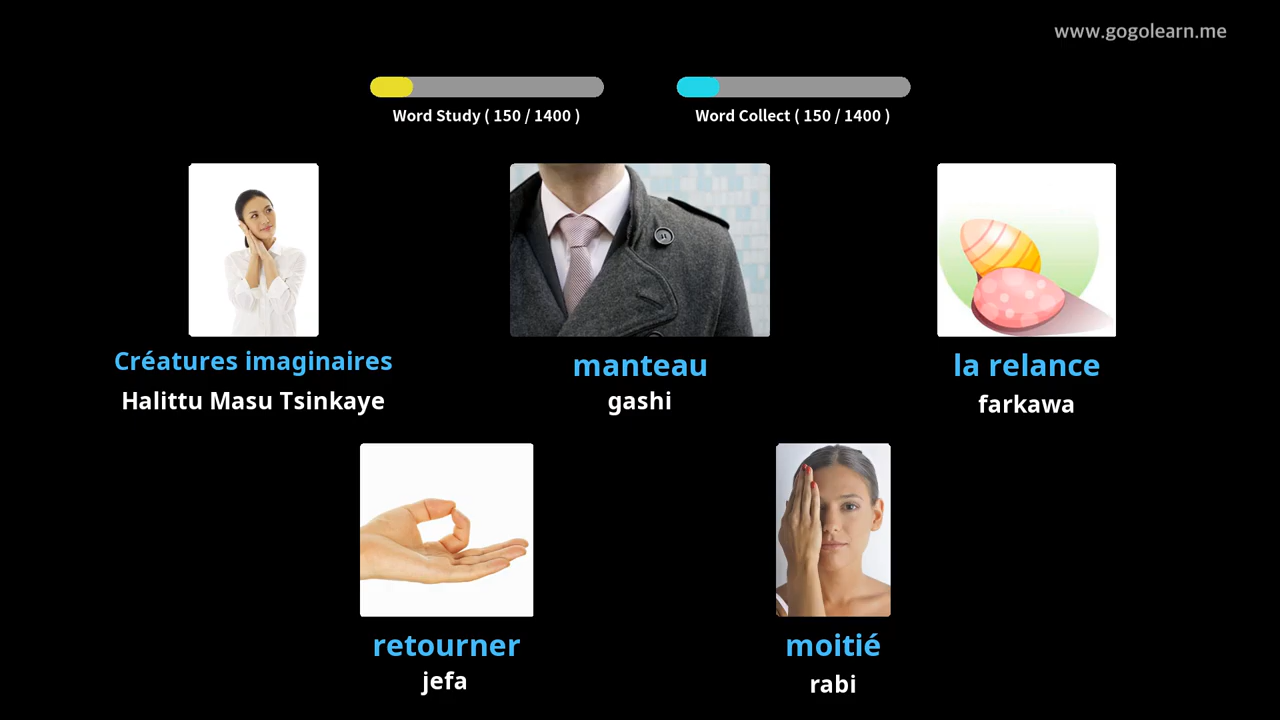 www.gogolearn.me
Word Study ( 150 / 1400 )
Word Collect ( 150 / 1400 )
Créatures imaginaires
Halittu Masu Tsinkaye
manteau
gashi
la relance
farkawa
retourner
jefa
moitié
rabi